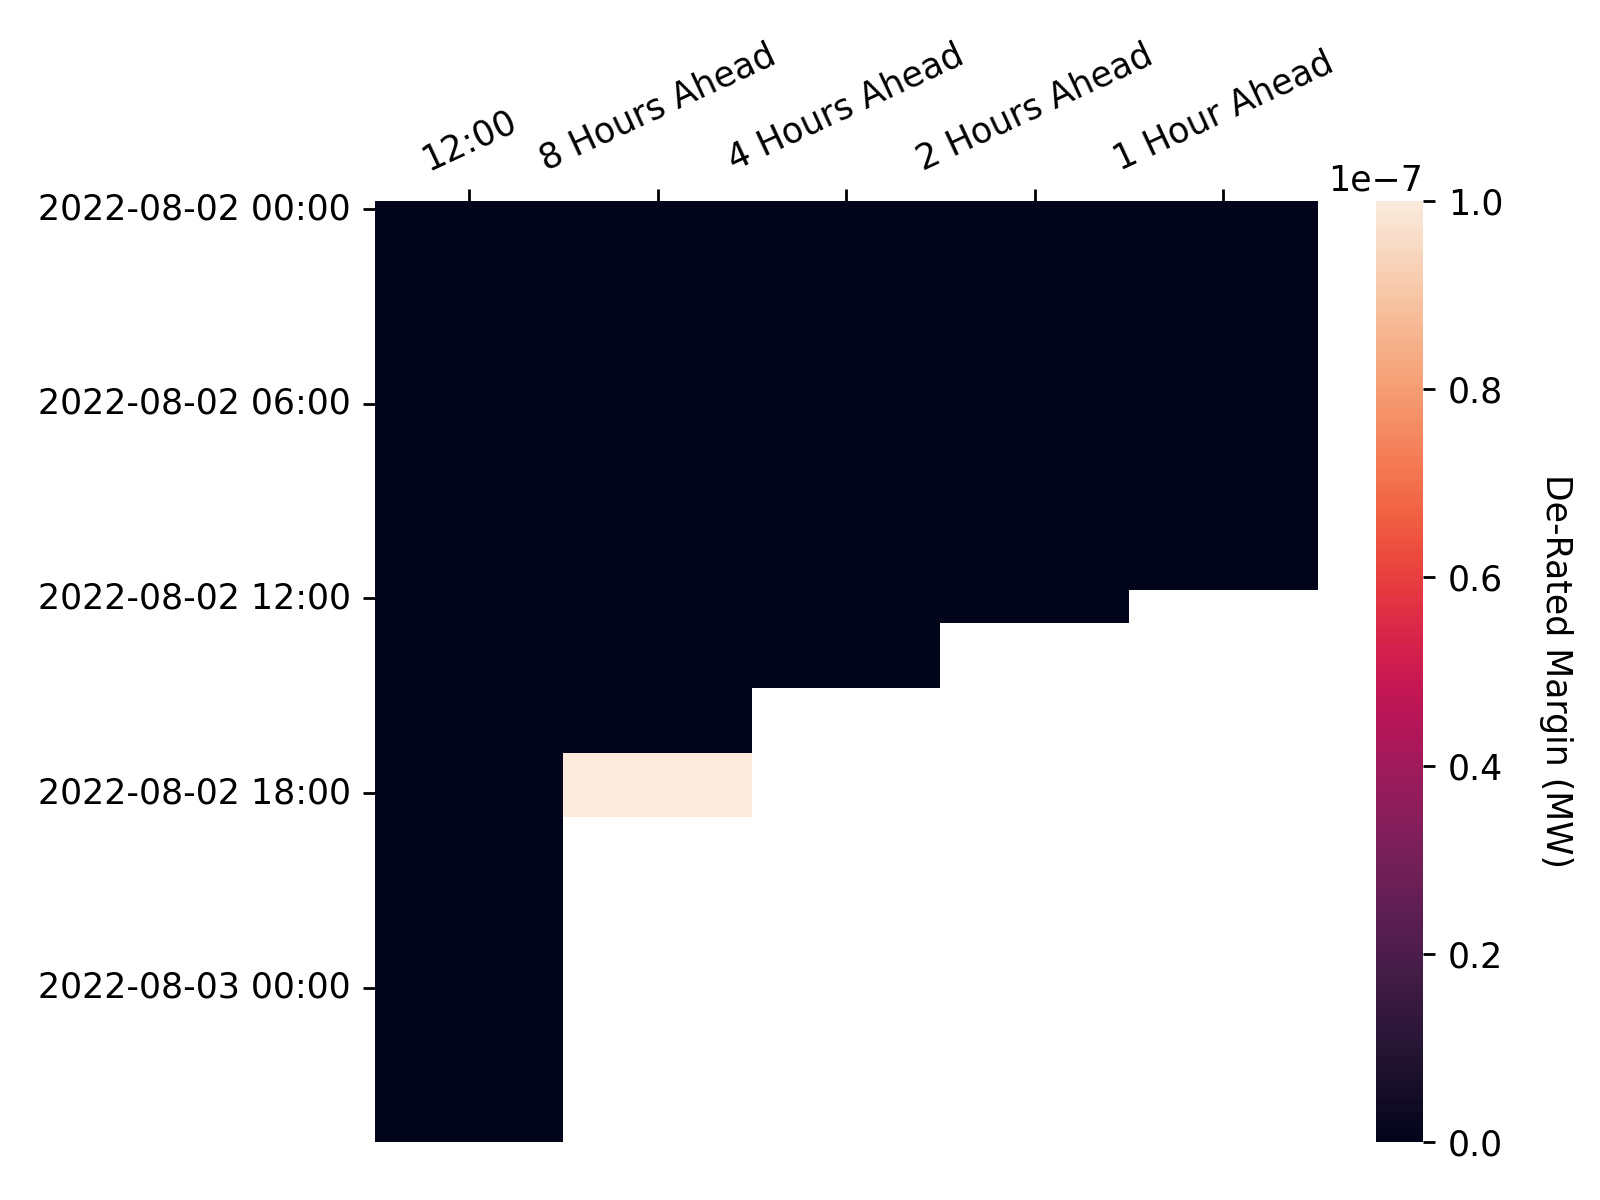 12:00
8 Hours Ahead
4 Hours Ahead
2 Hours Ahead
1 Hour Ahead
2022-08-02 00:00
2022-08-02 06:00
2022-08-02 12:00
2022-08-02 18:00
2022-08-03 00:00
1e−7
1.0
0.8
0.6
0.4
0.2
0.0
De-Rated Margin (MW)